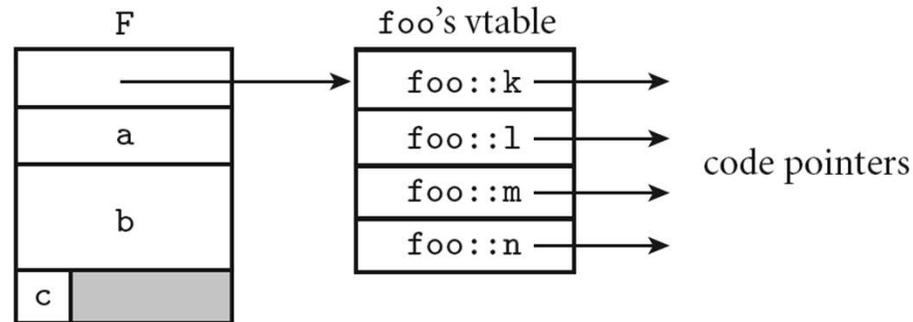 F
foo's vtable
a
b
c
foo::k
foo::l
foo::m
foo::n
code pointers